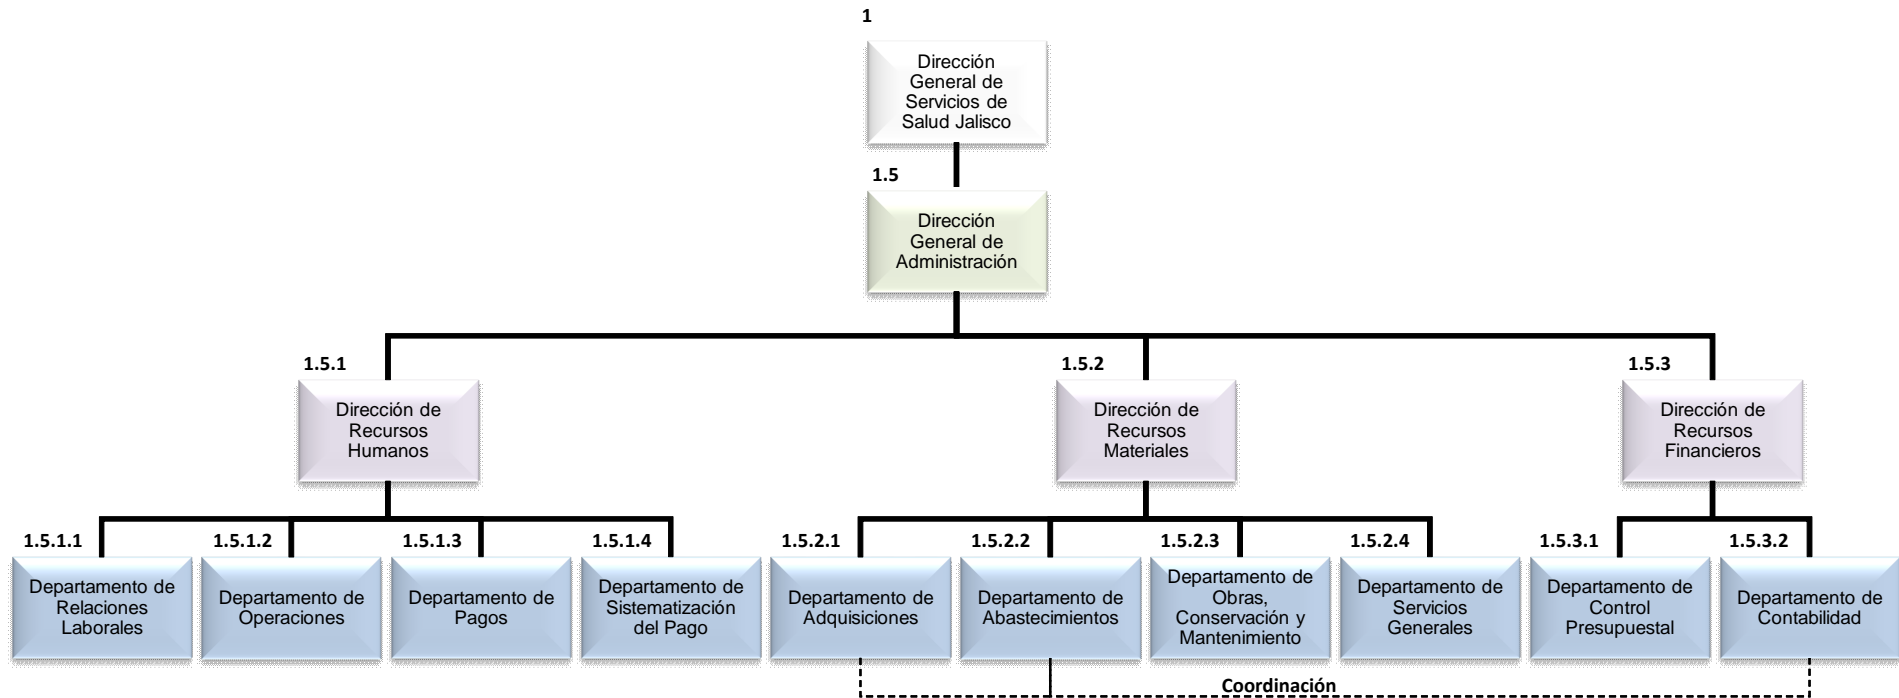 1
Dirección
General de
Servicios de
Salud Jalisco
1.5
Dirección
General de
Administración
1.5.1
Dirección de
Recursos
Humanos
1.5.2
Dirección de
Recursos
Materiales
1.5.3
Dirección de
Recursos
Financieros
1.5.1.1
Departamento de
Relaciones
Laborales
1.5.1.2
Departamento de
Operaciones
1.5.1.3
Departamento de
Pagos
1.5.1.4
Departamento de
Sistematización
del Pago
1.5.2.1
Departamento de
Adquisiciones
1.5.2.2
Departamento de
Abastecimientos
1.5.2.3
Departamento de
Obras,
Conservación y
Mantenimiento
1.5.2.4
Departamento de
Servicios
Generales
1.5.3.1
Departamento de
Control
Presupuestal
1.5.3.2
Departamento de
Contabilidad
Coordinación